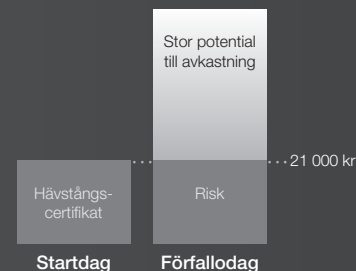 Stor potential
till avkastning
21 000 kr
Hävstångs-
certifikat
Risk
Startdag
Förfallodag